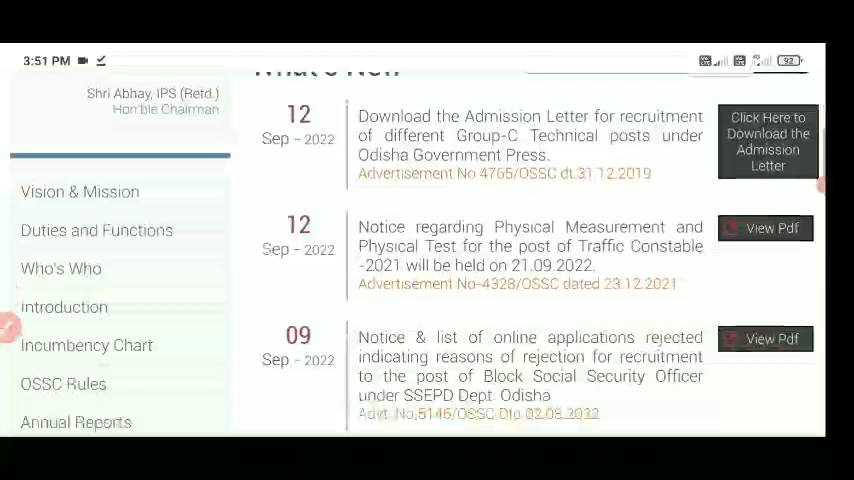 3:51 PM
92
What's New
Shri Abhay, IPS (Retd.)
Hon'ble Chairman
Vision & Mission
Duties and Functions
Who's Who
Introduction
Incumbency Chart
OSSC Rules
Annual Reports
12
Sep - 2022
Download the Admission Letter for recruitment
of different Group-C Technical posts under
Odisha Government Press.
Advertisement No 4765/OSSC dt.31.12.2019
Click Here to
Download the
Admission
Letter
12
Sep - 2022
Notice regarding Physical Measurement and
Physical Test for the post of Traffic Constable
-2021 will be held on 21.09.2022.
Advertisement No-4328/OSSC dated 23.12.2021
View Pdf
09
Sep - 2022
Notice & list of online applications rejected
indicating reasons of rejection for recruitment
to the post of Block Social Security Officer
under SSEPD Dept. Odisha
Advt. No.5146/OSSC Dtd 02.08.2022
View Pdf